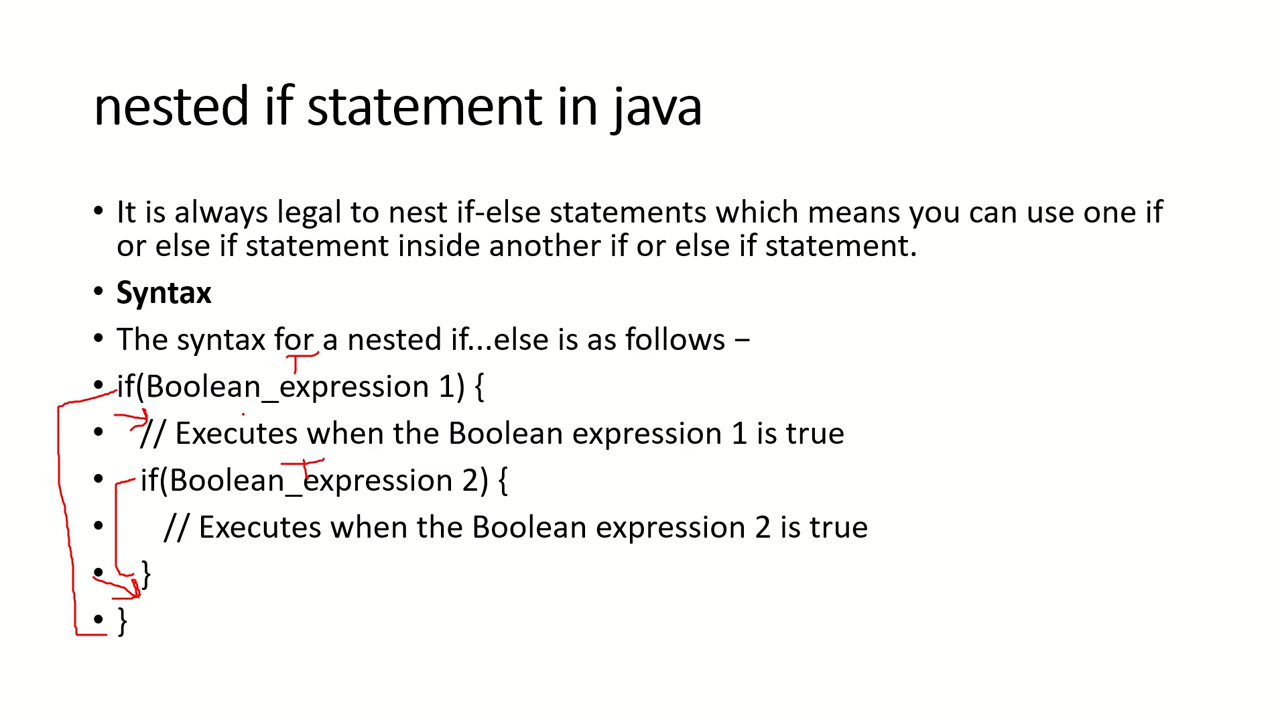 nested if statement in java
• It is always legal to nest if-else statements which means you can use one if
or else if statement inside another if or else if statement.
• Syntax
• The syntax for a nested if...else is as follows −
T
• if(Boolean_expression 1) {
• // Executes when the Boolean expression 1 is true
T
• if(Boolean_expression 2) {
• // Executes when the Boolean expression 2 is true
• }
• }